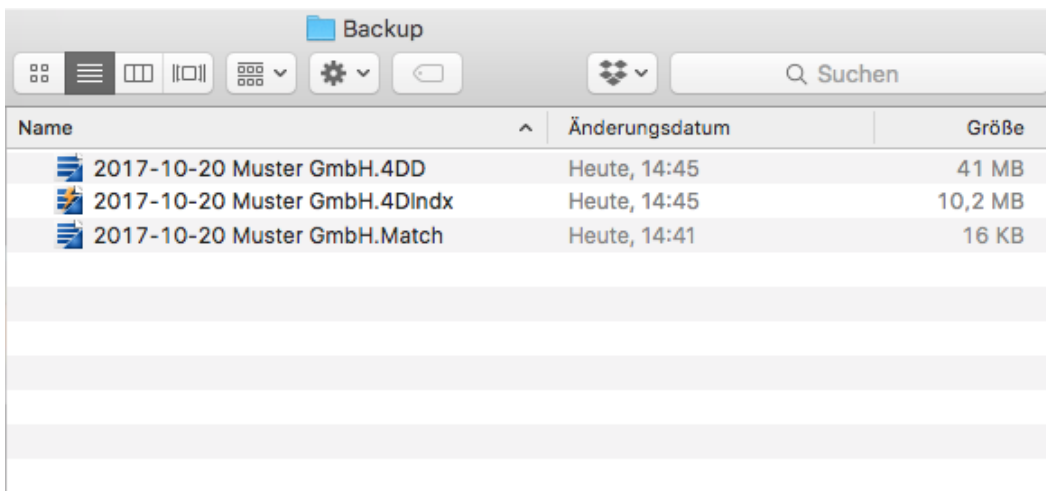 Backup
Suchen
Name Änderungsdatum Größe
2017-10-20 Muster GmbH.4DD Heute, 14:45 41 MB
2017-10-20 Muster GmbH.4DIndx Heute, 14:45 10,2 MB
2017-10-20 Muster GmbH.Match Heute, 14:41 16 KB